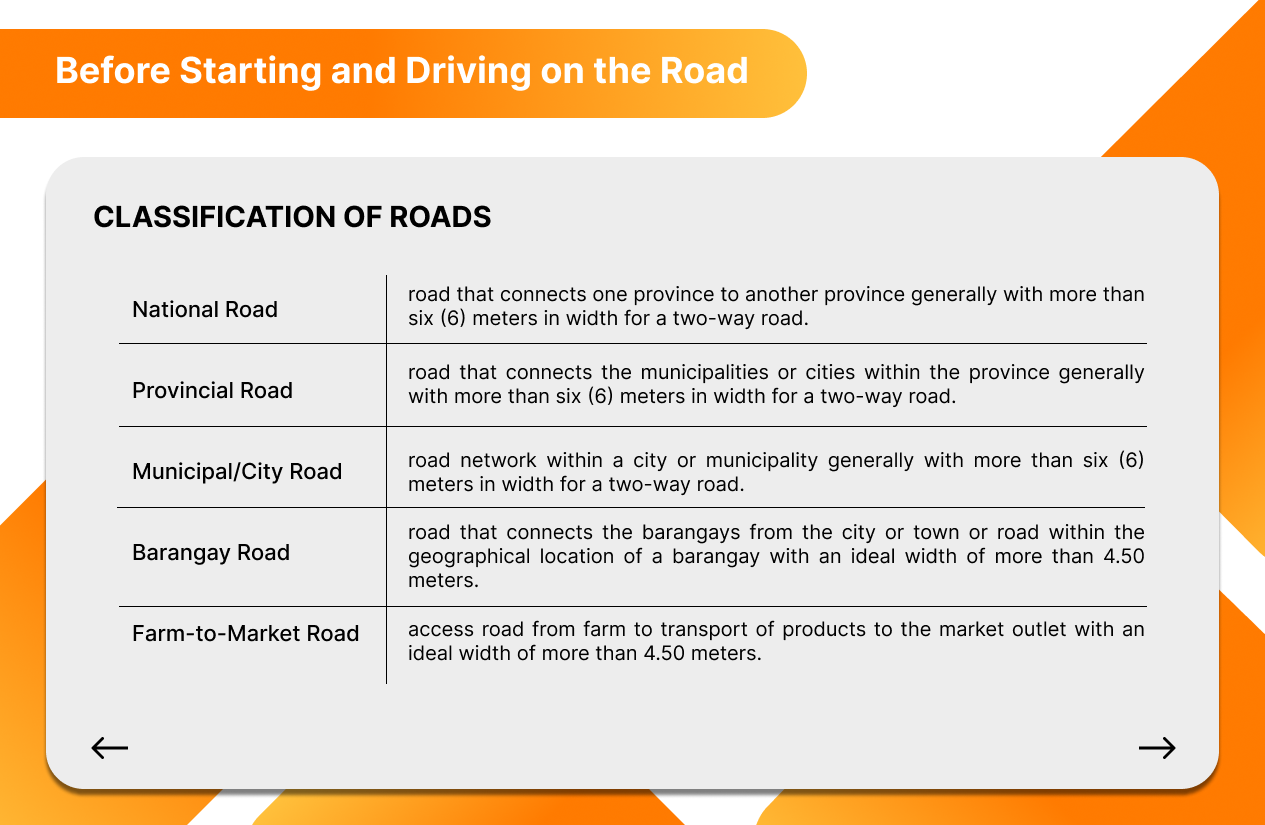 Before Starting and Driving on the Road
CLASSIFICATION OF ROADS
National Road
road that connects one province to another province generally with more than
six (6) meters in width for a two-way road.
Provincial Road
road that connects the municipalities or cities within the province generally
with more than six (6) meters in width for a two-way road.
Municipal/City Road
road network within a city or municipality generally with more than six (6)
meters in width for a two-way road.
Barangay Road
road that connects the barangays from the city or town or road within the
geographical location of a barangay with an ideal width of more than 4.50
meters.
Farm-to-Market Road
access road from farm to transport of products to the market outlet with an
ideal width of more than 4.50 meters.